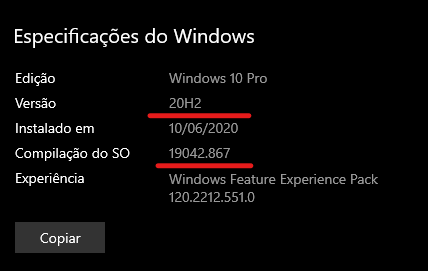 Especificações do Windows
Edição Windows 10 Pro
Versão 20H2
Instalado em 10/06/2020
Compilação do SO 19042.867
Experiência Windows Feature Experience Pack
120.2212.551.0
Copiar